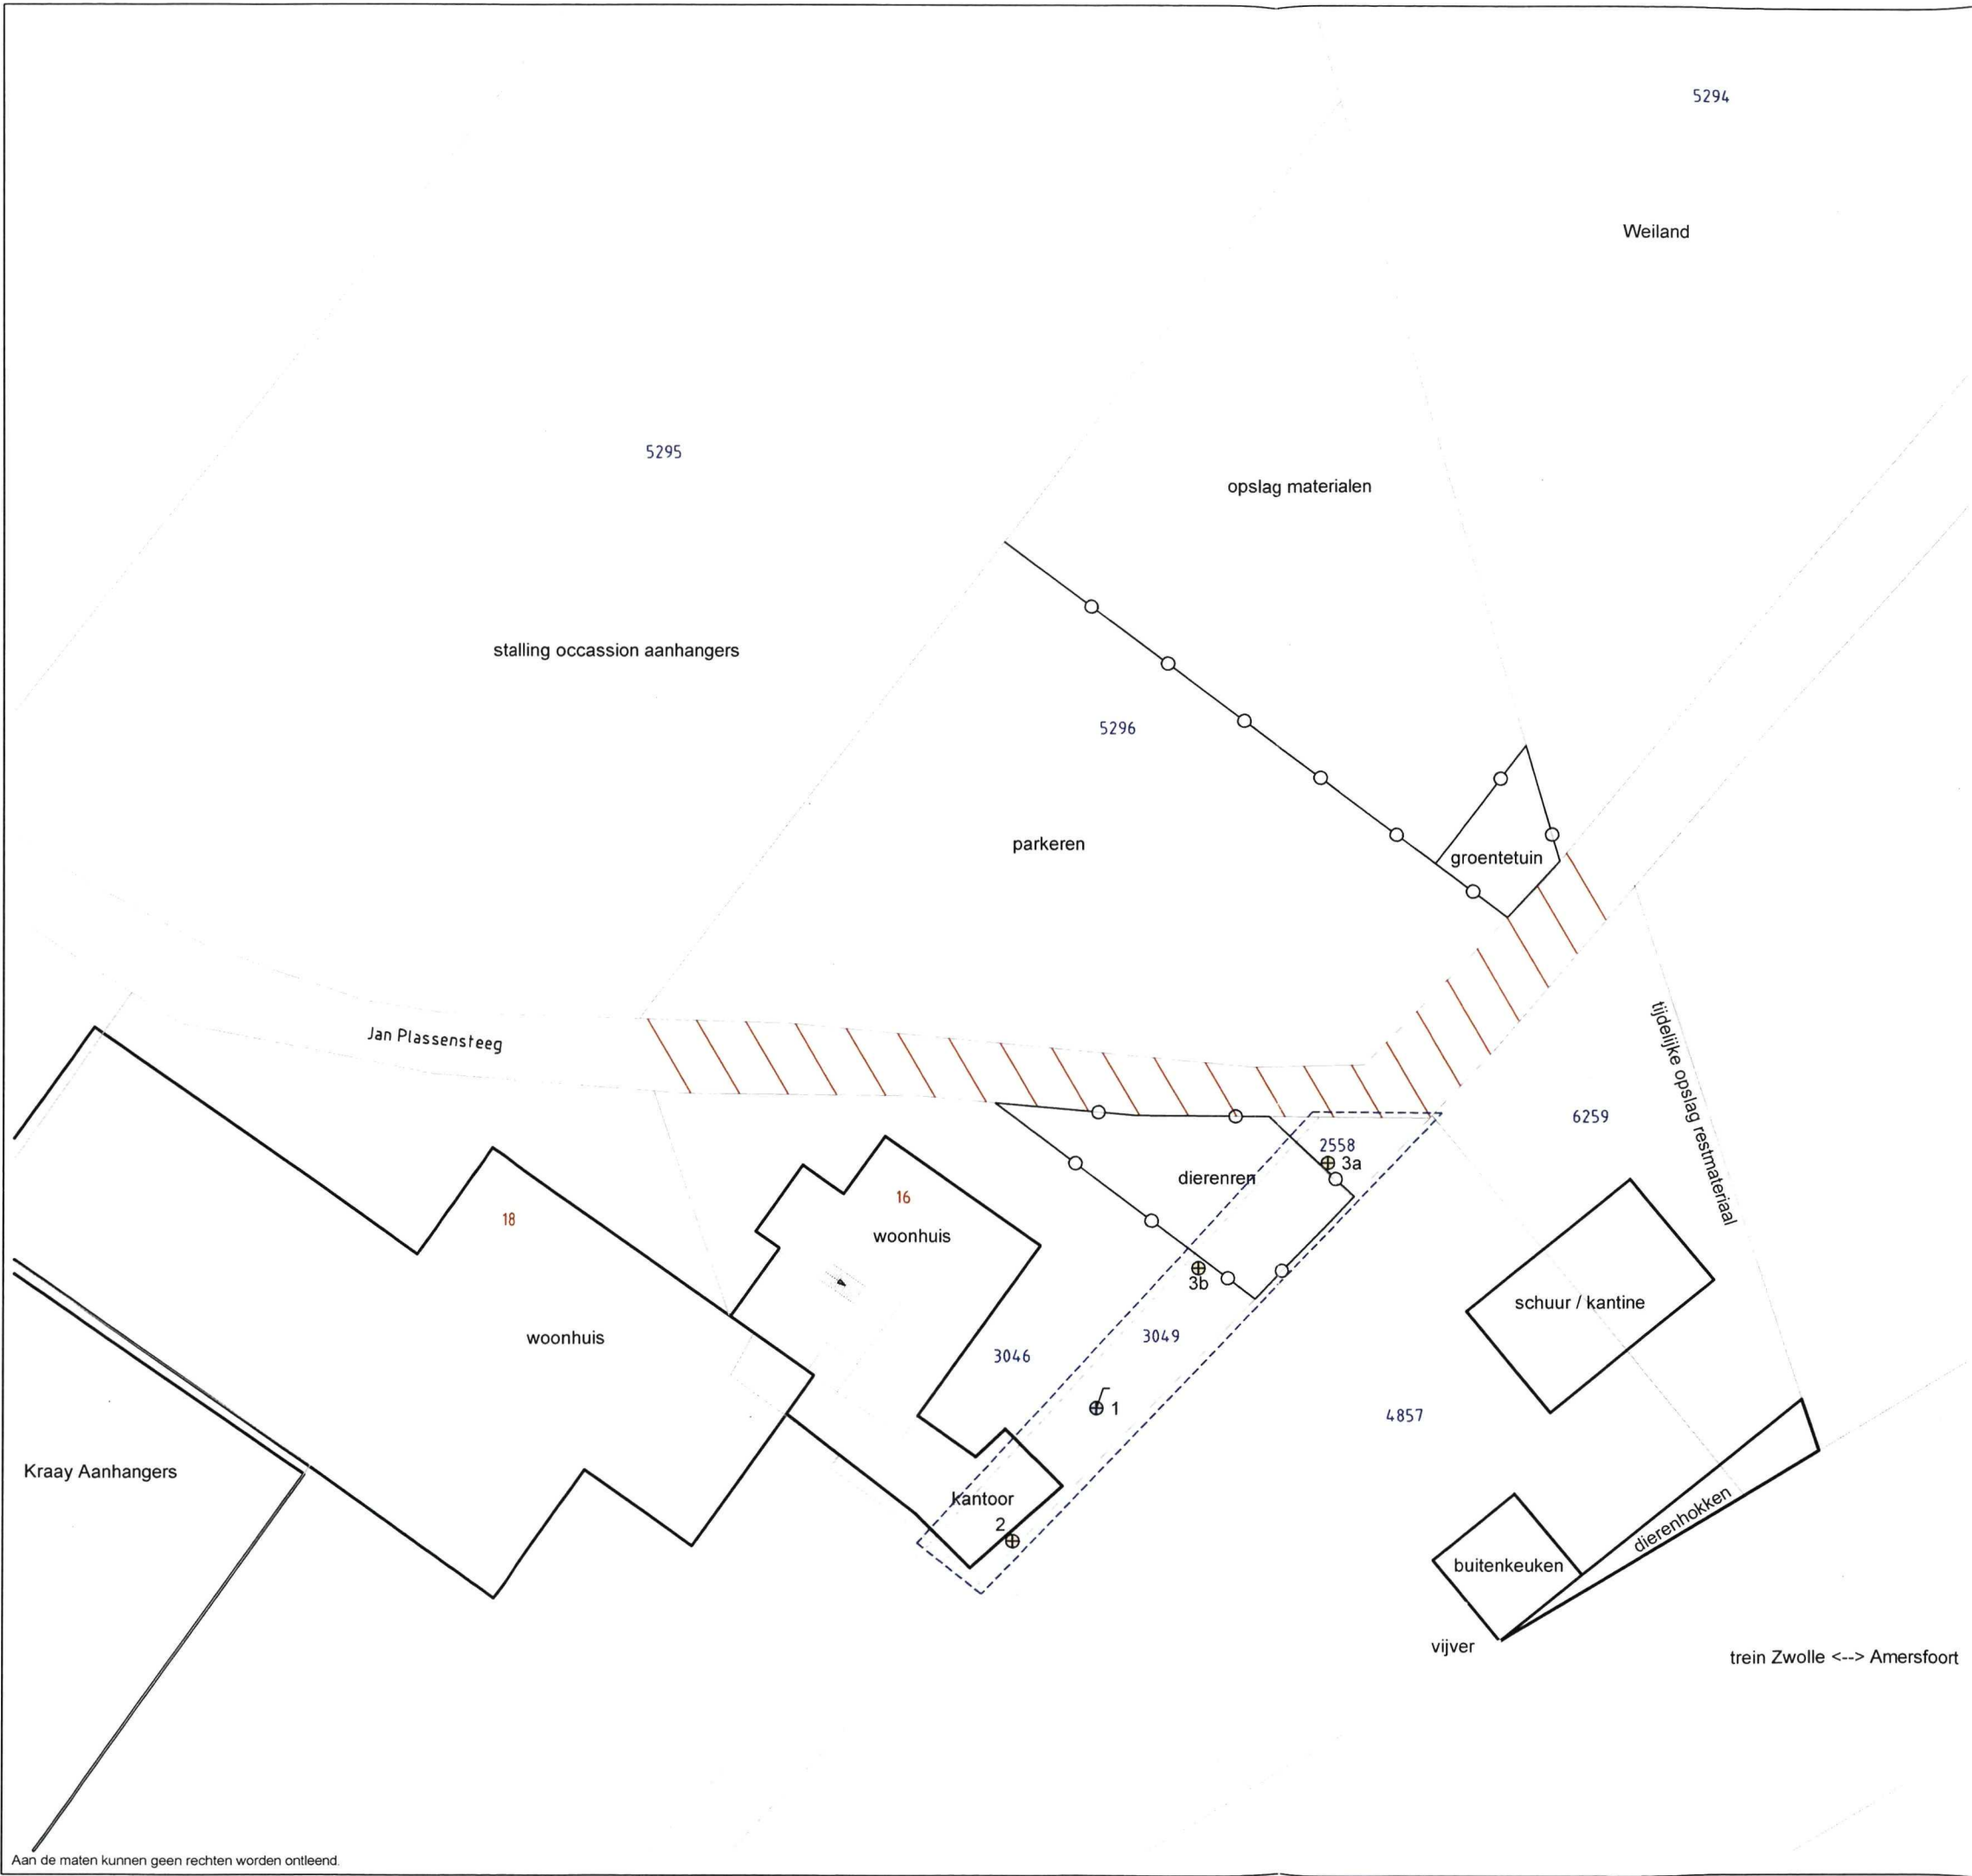 5294
Weiland
5295
opslag materialen
stalling occassion aanhangers
5296
parkeren
groentetuin
Jan Plassensteeg
tijdelijke opslag restmateriaal
6259
2558
3a
dierenren
16
18
woonhuis
3b
schuur / kantine
woonhuis
3049
3046
1
4857
Kraay Aanhangers
kantoor
2
dierenhokken
buitenkeuken
vijver
trein Zwolle <--> Amersfoort
Aan de maten kunnen geen rechten worden ontleend.